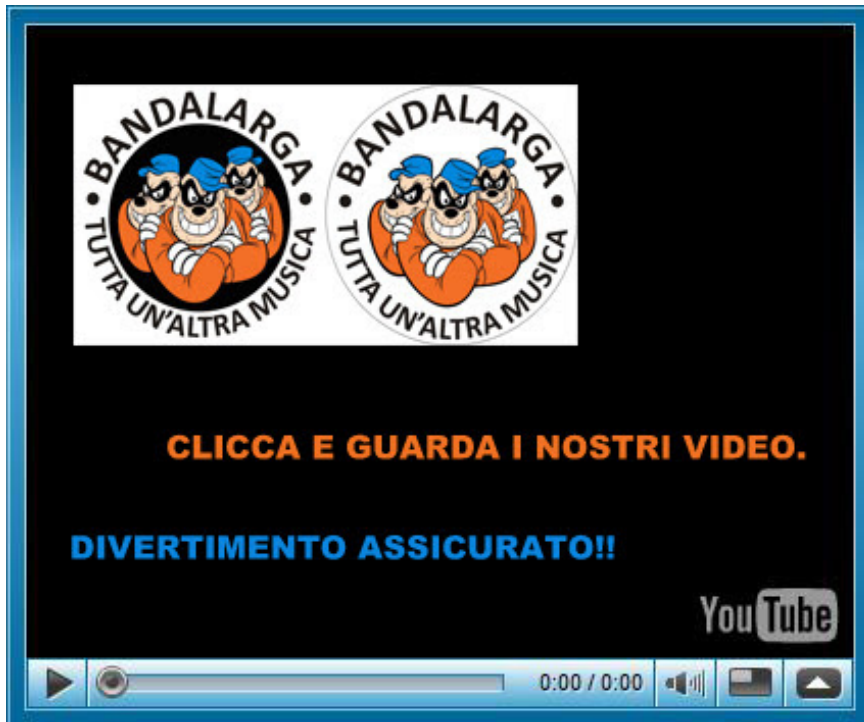 • BANDALARGA •
TUTTA UN'ALTRA MUSICA
• BANDALARGA •
TUTTA UN'ALTRA MUSICA
CLICCA E GUARDA I NOSTRI VIDEO.
DIVERTIMENTO ASSICURATO!!
YouTube
0:00 / 0:00